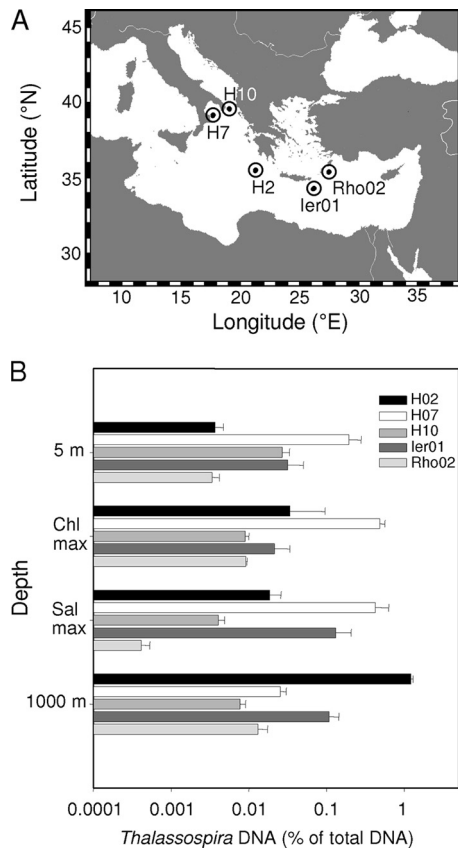 A
45
40
35
30
Latitude (°N)
H10
H7
H2
Rho02
Ier01
10 15 20 25 30 35
Longitude (°E)
B
H02
H07
H10
Ier01
Rho02
5 m
Chl
max
Sal
max
1000 m
Depth
0.0001 0.001 0.01 0.1 1
Thalassospira DNA (% of total DNA)